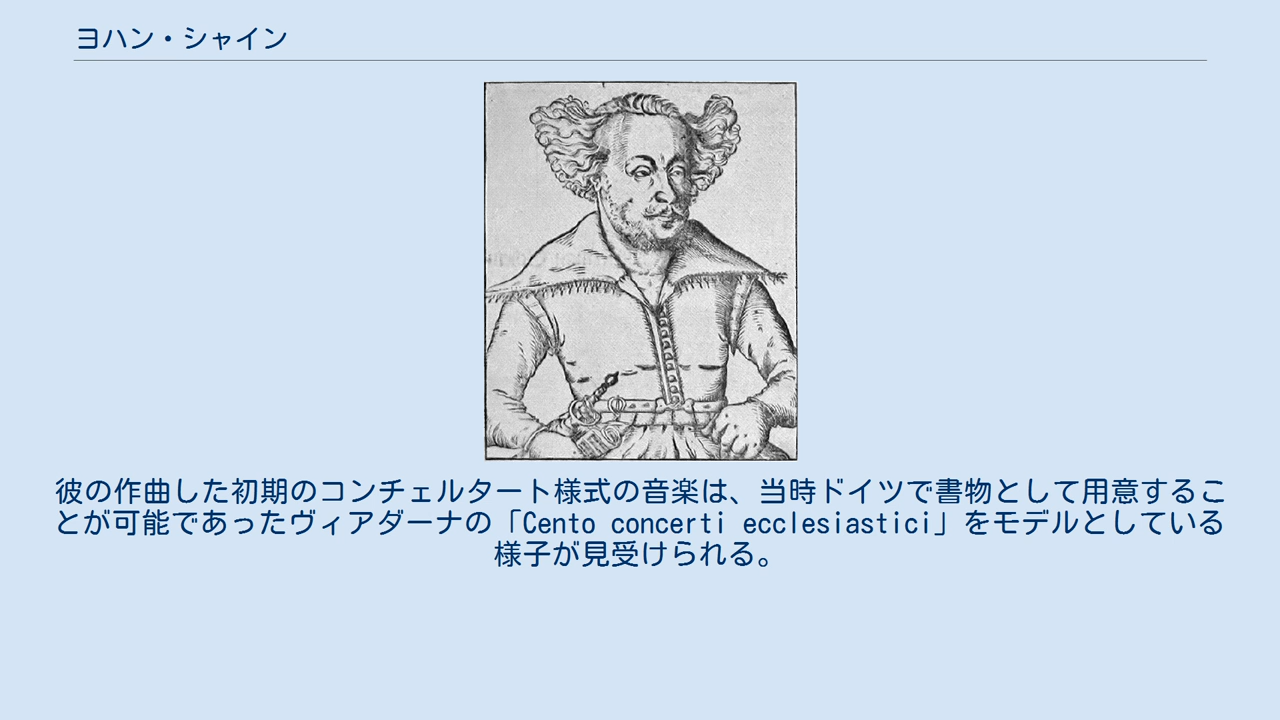 ヨハン・シャイン
彼の作曲した初期のコンチェルタート様式の音楽は、当時ドイツで書物として用意するこ
とが可能であったヴィアダーナの「Cento concerti ecclesiastici」をモデルとしている
様子が見受けられる。